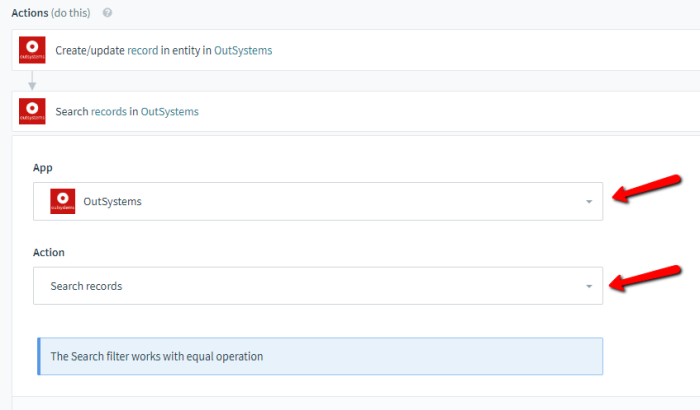 Actions (do this) ?
outsystems
Create/update record in entity in OutSystems
outsystems
Search records in OutSystems
App
outsystems
OutSystems
Action
Search records
The Search filter works with equal operation